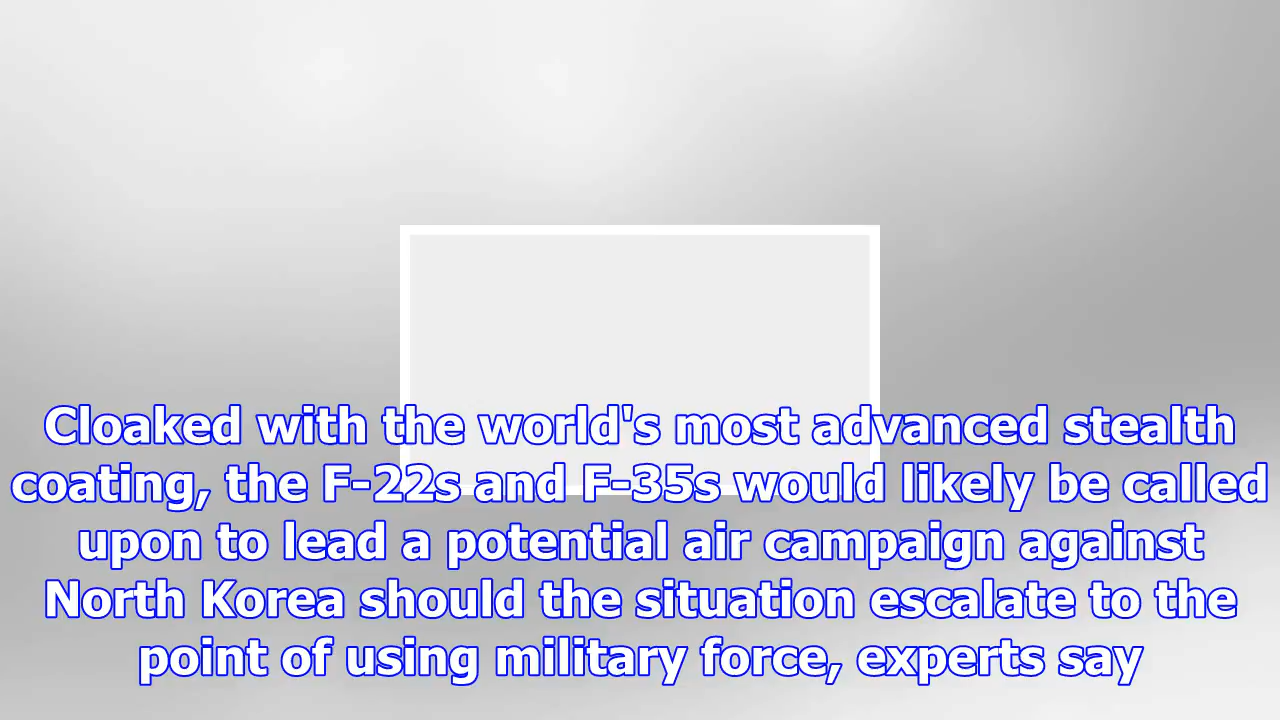 Cloaked with the world's most advanced stealth
coating, the F-22s and F-35s would likely be called
upon to lead a potential air campaign against
North Korea should the situation escalate to the
point of using military force, experts say